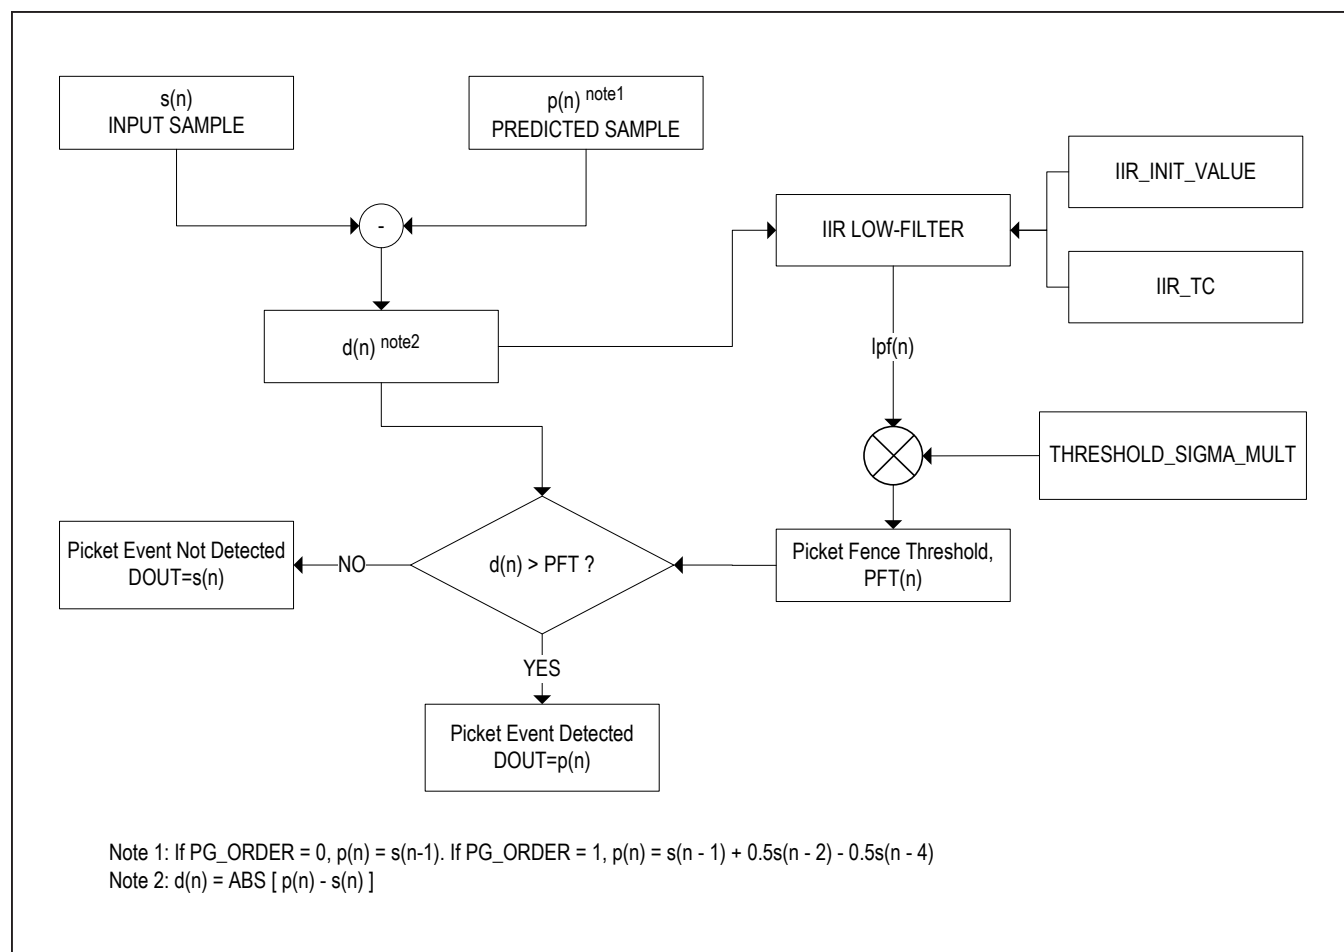 s(n)
INPUT SAMPLE
p(n) note1
PREDICTED SAMPLE
-
IIR_INIT_VALUE
IIR LOW-FILTER
IIR_TC
d(n) note2
lpf(n)
THRESHOLD_SIGMA_MULT
Picket Event Not Detected
DOUT=s(n)
NO
d(n) > PFT ?
Picket Fence Threshold,
PFT(n)
YES
Picket Event Detected
DOUT=p(n)
Note 1: If PG_ORDER = 0, p(n) = s(n-1). If PG_ORDER = 1, p(n) = s(n - 1) + 0.5s(n - 2) - 0.5s(n - 4)
Note 2: d(n) = ABS [ p(n) - s(n) ]